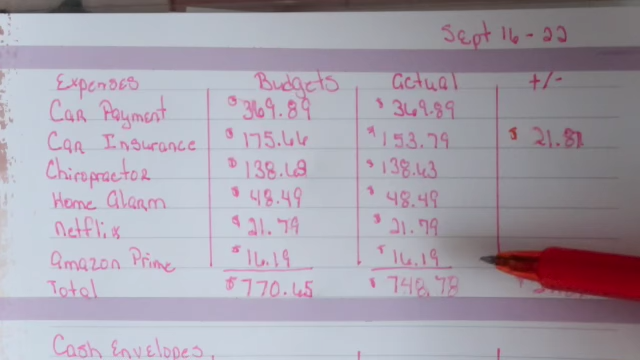 Sept 16-22
Expenses Budgets Actual +/-
Car Payment $369.89 $369.89
Car Insurance $175.66 $153.79 $21.87
Chiropractor $138.63 $138.63
Home Alarm $48.49 $48.49
Netflix $21.79 $21.79
Amazon Prime $16.19 $16.19
Total $770.65 $748.78
Cash Envelopes